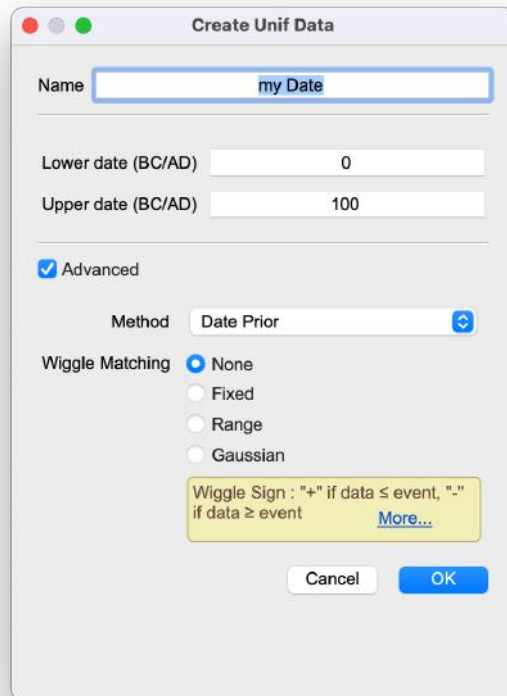 Create Unif Data
Name my Date
Lower date (BC/AD) 0
Upper date (BC/AD) 100
Advanced
Method Date Prior
Wiggle Matching None
Fixed
Range
Gaussian
Wiggle Sign : "+" if data ≤ event, "-"
if data ≥ event More...
Cancel OK